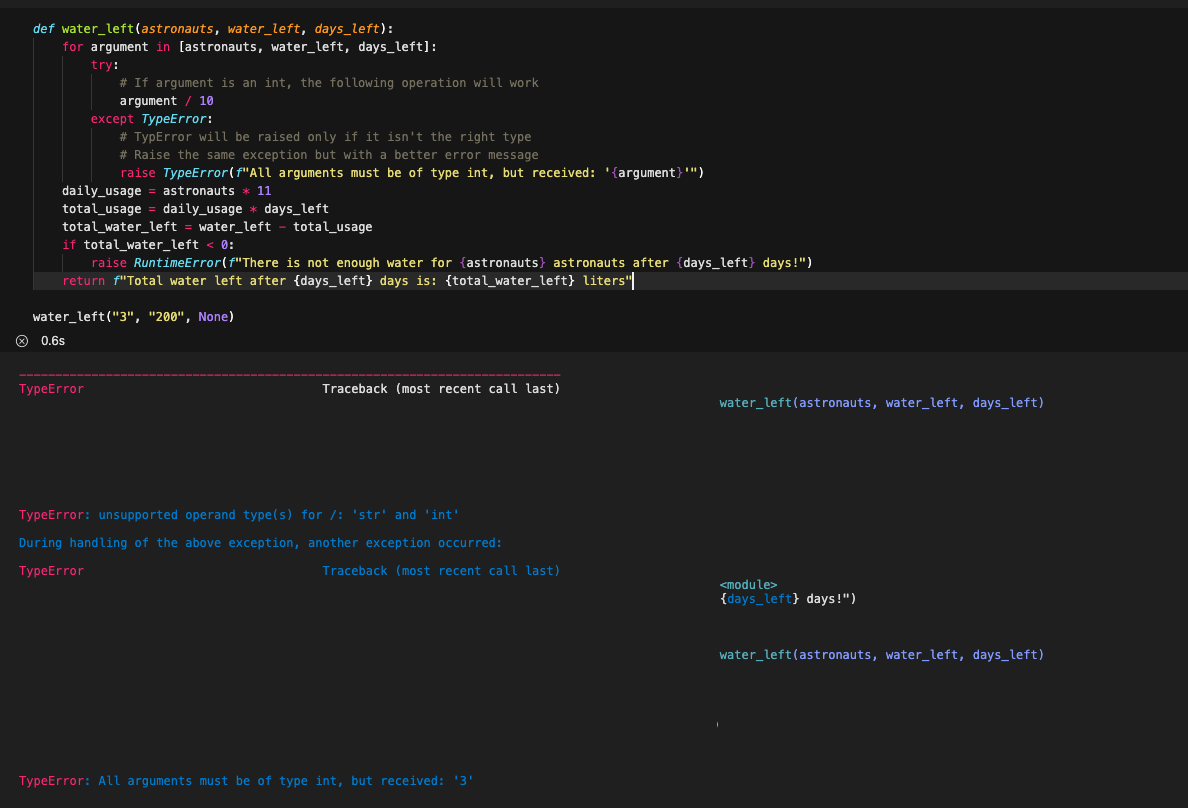 def water_left(astronauts, water_left, days_left):
    for argument in [astronauts, water_left, days_left]:
        try:
            # If argument is an int, the following operation will work
            argument / 10
        except TypeError:
            # TypError will be raised only if it isn't the right type
            # Raise the same exception but with a better error message
            raise TypeError(f"All arguments must be of type int, but received: '{argument}'")
    daily_usage = astronauts * 11
    total_usage = daily_usage * days_left
    total_water_left = water_left - total_usage
    if total_water_left < 0:
        raise RuntimeError(f"There is not enough water for {astronauts} astronauts after {days_left} days!")
    return f"Total water left after {days_left} days is: {total_water_left} liters"
water_left("3", "200", None)
0.6s
---------------------------------------------------------------------------
TypeError                                 Traceback (most recent call last)
water_left(astronauts, water_left, days_left)
TypeError: unsupported operand type(s) for /: 'str' and 'int'
During handling of the above exception, another exception occurred:
TypeError                                 Traceback (most recent call last)
<module>
{days_left} days!")
water_left(astronauts, water_left, days_left)
TypeError: All arguments must be of type int, but received: '3'